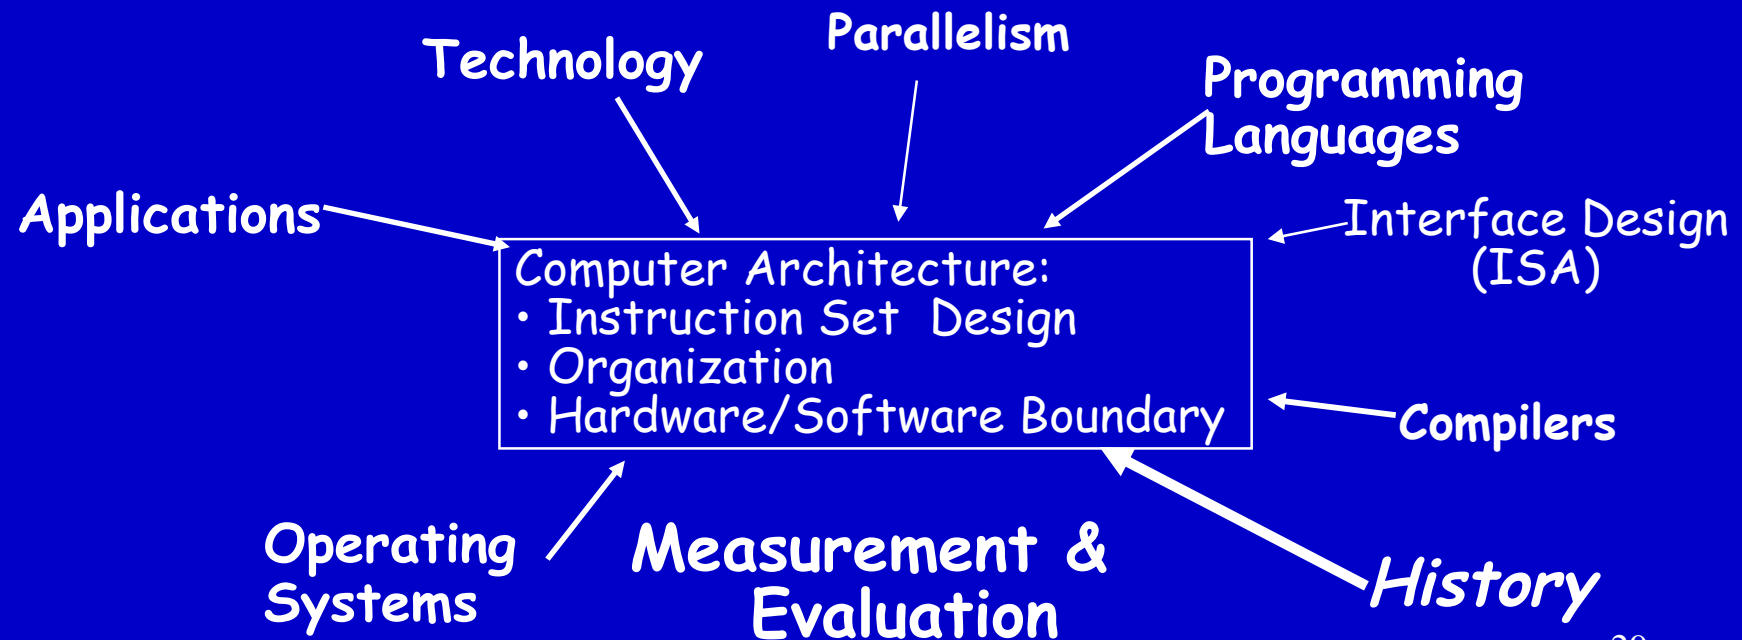 Parallelism
Technology
Programming
Languages
Applications
Interface Design
(ISA)
Computer Architecture:
• Instruction Set Design
• Organization
• Hardware/Software Boundary
Compilers
Operating
Systems
Measurement &
Evaluation
History